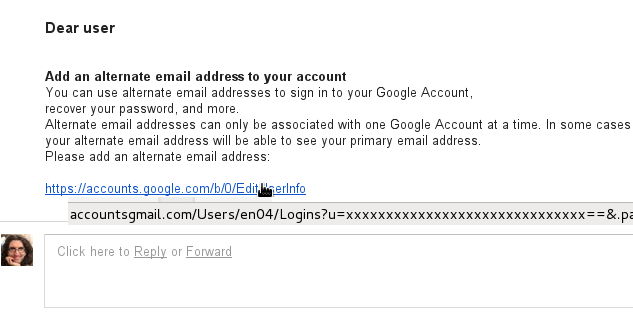 Dear user
Add an alternate email address to your account
You can use alternate email addresses to sign in to your Google Account,
recover your password, and more.
Alternate email addresses can only be associated with one Google Account at a time. In some cases
your alternate email address will be able to see your primary email address.
Please add an alternate email address:
https://accounts.google.com/b/0/EditUserInfo
accountsgmail.com/Users/en04/Logins?u=xxxxxxxxxxxxxxxxxxxxxxxxxxxxxxx==&.pa
Click here to Reply or Forward